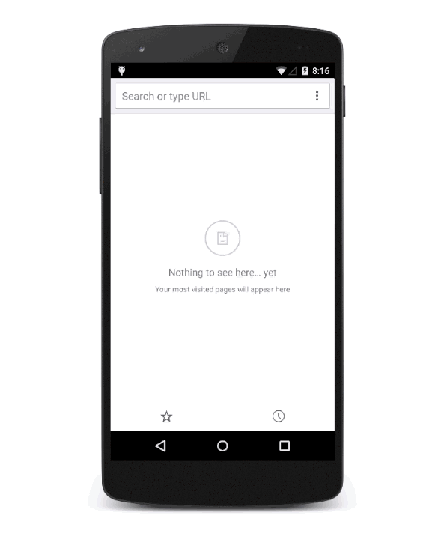 8:16
Search or type URL
Nothing to see here... yet
Your most visited pages will appear here.